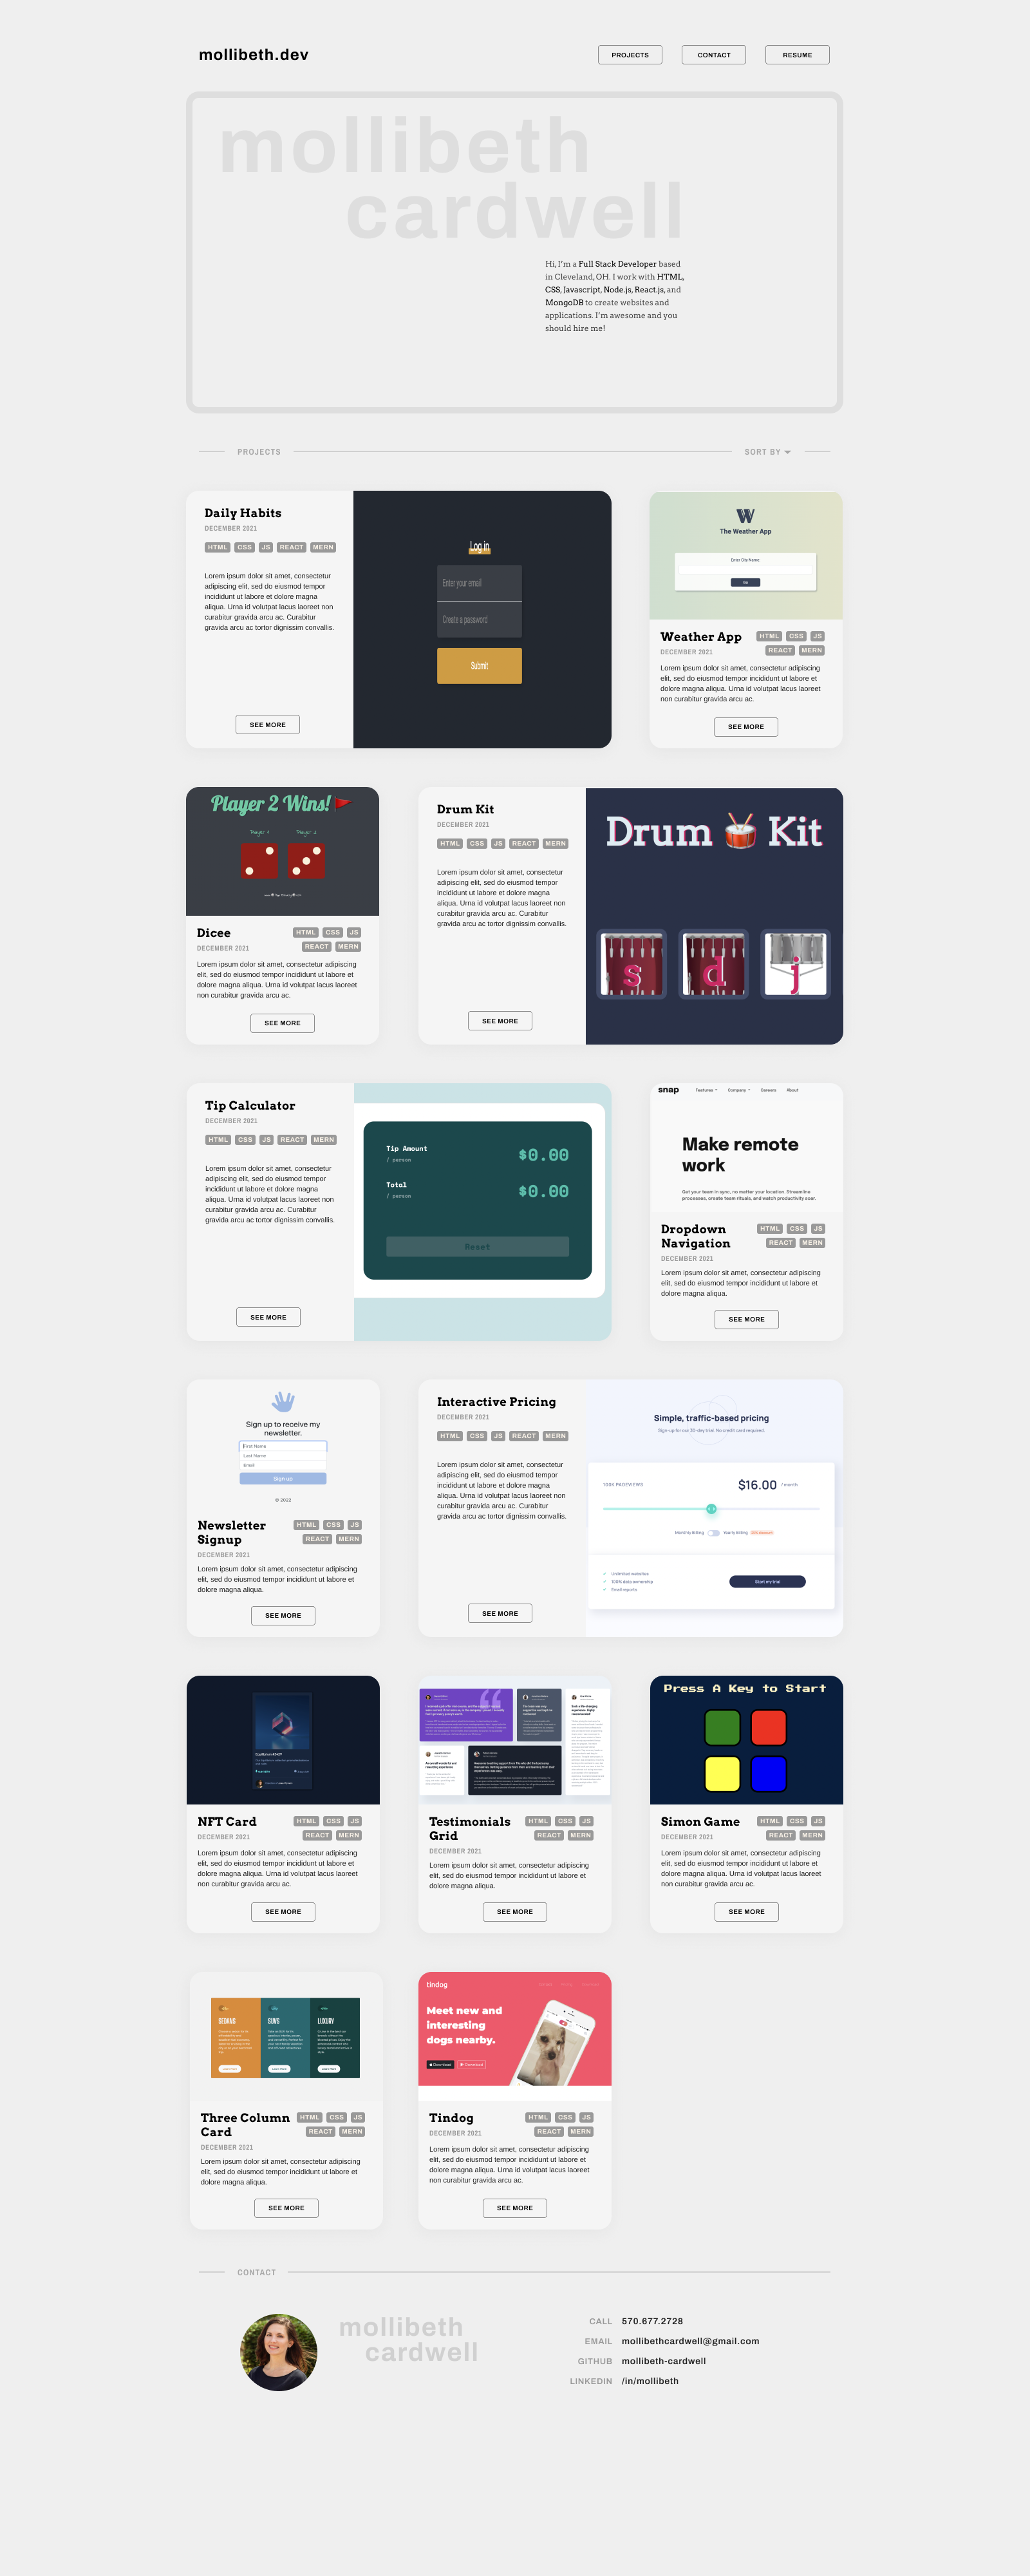 mollibeth.dev
PROJECTS
CONTACT
RESUME
mollibeth
cardwell
Hi, I'm a Full Stack Developer based
in Cleveland, OH. I work with HTML,
CSS, Javascript, Node.js, React.js, and
MongoDB to create websites and
applications. I'm awesome and you
should hire me!
PROJECTS
SORT BY
Daily Habits
DECEMBER 2021
HTML CSS JS REACT MERN
Lorem ipsum dolor sit amet, consectetur
adipiscing elit, sed do eiusmod tempor
incididunt ut labore et dolore magna
aliqua. Urna id volutpat lacus laoreet non
curabitur gravida arcu ac. Curabitur
gravida arcu ac tortor dignissim convallis.
SEE MORE
Log in
Enter your email
Create a password
Submit
The Weather App
Enter City Name
Go
Weather App
DECEMBER 2021
HTML CSS JS
REACT MERN
Lorem ipsum dolor sit amet, consectetur adipiscing
elit, sed do eiusmod tempor incididunt ut labore et
dolore magna aliqua. Urna id volutpat lacus laoreet
non curabitur gravida arcu ac.
SEE MORE
Player 2 Wins!
Player 1
Player 2
Dicee
DECEMBER 2021
HTML CSS JS
REACT MERN
Lorem ipsum dolor sit amet, consectetur adipiscing
elit, sed do eiusmod tempor incididunt ut labore et
dolore magna aliqua. Urna id volutpat lacus laoreet
non curabitur gravida arcu ac.
SEE MORE
Drum Kit
DECEMBER 2021
HTML CSS JS REACT MERN
Lorem ipsum dolor sit amet, consectetur
adipiscing elit, sed do eiusmod tempor
incididunt ut labore et dolore magna
aliqua. Urna id volutpat lacus laoreet non
curabitur gravida arcu ac. Curabitur
gravida arcu ac tortor dignissim convallis.
SEE MORE
Drum Kit
s
d
j
Tip Calculator
DECEMBER 2021
HTML CSS JS REACT MERN
Lorem ipsum dolor sit amet, consectetur
adipiscing elit, sed do eiusmod tempor
incididunt ut labore et dolore magna
aliqua. Urna id volutpat lacus laoreet non
curabitur gravida arcu ac. Curabitur
gravida arcu ac tortor dignissim convallis.
SEE MORE
Tip Amount
/ person
$0.00
Total
/ person
$0.00
Reset
snap
Features
Company
Careers
About
Make remote
work
Get your team in sync, no matter your location. Streamline
processes, create team rituals, and watch productivity soar.
Dropdown
Navigation
DECEMBER 2021
HTML CSS JS
REACT MERN
Lorem ipsum dolor sit amet, consectetur adipiscing
elit, sed do eiusmod tempor incididunt ut labore et
dolore magna aliqua.
SEE MORE
Sign up to receive my
newsletter.
First Name
Last Name
Email
Sign up
© 2022
Newsletter
Signup
DECEMBER 2021
HTML CSS JS
REACT MERN
Lorem ipsum dolor sit amet, consectetur adipiscing
elit, sed do eiusmod tempor incididunt ut labore et
dolore magna aliqua.
SEE MORE
Interactive Pricing
DECEMBER 2021
HTML CSS JS REACT MERN
Lorem ipsum dolor sit amet, consectetur
adipiscing elit, sed do eiusmod tempor
incididunt ut labore et dolore magna
aliqua. Urna id volutpat lacus laoreet non
curabitur gravida arcu ac. Curabitur
gravida arcu ac tortor dignissim convallis.
SEE MORE
Simple, traffic-based pricing
Sign-up for our 30-day trial. No credit card required.
100K PAGEVIEWS
$16.00 / month
Monthly Billing
Yearly Billing
Unlimited websites
100% data ownership
Email reports
Start my trial
NFT Card
DECEMBER 2021
HTML CSS JS
REACT MERN
Lorem ipsum dolor sit amet, consectetur adipiscing
elit, sed do eiusmod tempor incididunt ut labore et
dolore magna aliqua. Urna id volutpat lacus laoreet
non curabitur gravida arcu ac.
SEE MORE
Testimonials
Grid
DECEMBER 2021
HTML CSS JS
REACT MERN
Lorem ipsum dolor sit amet, consectetur adipiscing
elit, sed do eiusmod tempor incididunt ut labore et
dolore magna aliqua.
SEE MORE
Press A Key to Start
Simon Game
DECEMBER 2021
HTML CSS JS
REACT MERN
Lorem ipsum dolor sit amet, consectetur adipiscing
elit, sed do eiusmod tempor incididunt ut labore et
dolore magna aliqua. Urna id volutpat lacus laoreet
non curabitur gravida arcu ac.
SEE MORE
SEDANS
SUVS
LUXURY
Three Column
Card
DECEMBER 2021
HTML CSS JS
REACT MERN
Lorem ipsum dolor sit amet, consectetur adipiscing
elit, sed do eiusmod tempor incididunt ut labore et
dolore magna aliqua.
SEE MORE
tindog
Meet new and
interesting
dogs nearby.
Download
Download
Tindog
DECEMBER 2021
HTML CSS JS
REACT MERN
Lorem ipsum dolor sit amet, consectetur adipiscing
elit, sed do eiusmod tempor incididunt ut labore et
dolore magna aliqua. Urna id volutpat lacus laoreet
non curabitur gravida arcu ac.
SEE MORE
CONTACT
mollibeth
cardwell
CALL 570.677.2728
EMAIL mollibethcardwell@gmail.com
GITHUB mollibeth-cardwell
LINKEDIN /in/mollibeth